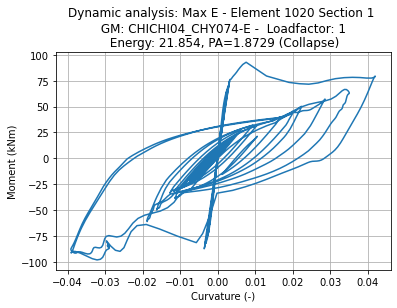 Dynamic analysis: Max E - Element 1020 Section 1
GM: CHICHI04_CHY074-E - Loadfactor: 1
Energy: 21.854, PA=1.8729 (Collapse)
100
75
50
25
0
−25
−50
−75
−100
Moment (kNm)
−0.04 −0.03 −0.02 −0.01 0.00 0.01 0.02 0.03 0.04
Curvature (-)